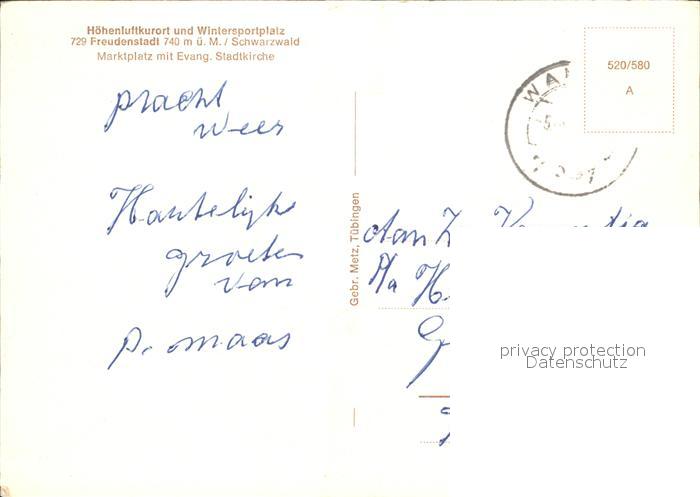 Höhenluftkurort und Wintersportplatz
729 Freudenstadt 740 m ü. M. / Schwarzwald
Marktplatz mit Evang. Stadtkirche
pracht
weer
Hartelijke
groeten
van
P. Maas
Gebr. Metz, Tübingen
520/580
A
privacy protection
Datenschutz